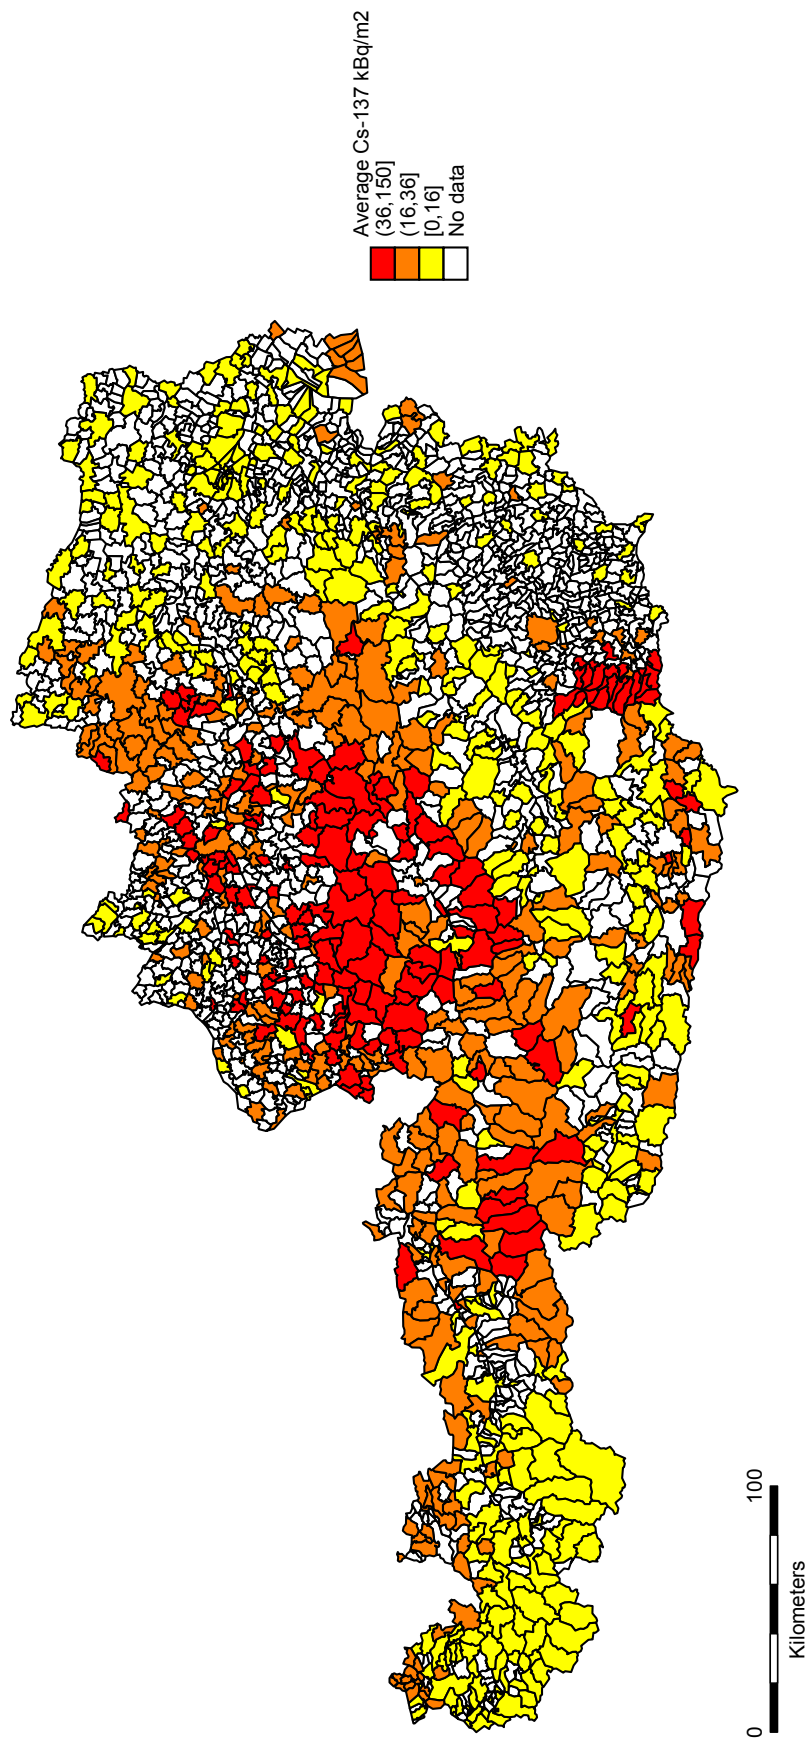 Average Cs-137 kBq/m2
(36,150]
(16,36]
[0,16]
No data
0
100
Kilometers